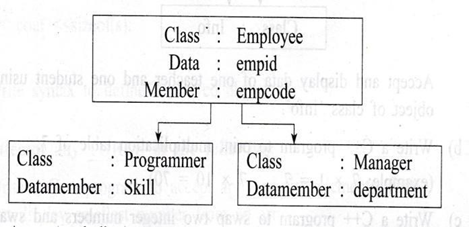 Class : Employee
Data : empid
Member : empcode
Class : Programmer
Datamember : Skill
Class : Manager
Datamember : department